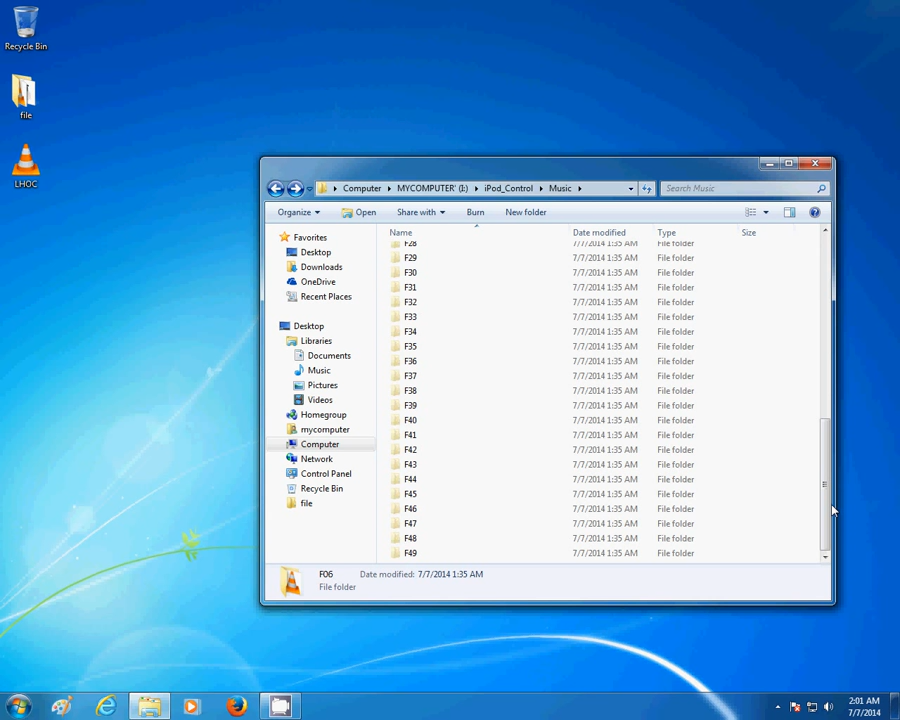 Recycle Bin
file
LHOC
Computer
MYCOMPUTER' (I:)
iPod_Control
Music
Search Music
Organize
Open
Share with
Burn
New folder
Favorites
Desktop
Downloads
OneDrive
Recent Places
Desktop
Libraries
Documents
Music
Pictures
Videos
Homegroup
mycomputer
Computer
Network
Control Panel
Recycle Bin
file
Name Date modified Type Size
F28 7/7/2014 1:35 AM File folder
F29 7/7/2014 1:35 AM File folder
F30 7/7/2014 1:35 AM File folder
F31 7/7/2014 1:35 AM File folder
F32 7/7/2014 1:35 AM File folder
F33 7/7/2014 1:35 AM File folder
F34 7/7/2014 1:35 AM File folder
F35 7/7/2014 1:35 AM File folder
F36 7/7/2014 1:35 AM File folder
F37 7/7/2014 1:35 AM File folder
F38 7/7/2014 1:35 AM File folder
F39 7/7/2014 1:35 AM File folder
F40 7/7/2014 1:35 AM File folder
F41 7/7/2014 1:35 AM File folder
F42 7/7/2014 1:35 AM File folder
F43 7/7/2014 1:35 AM File folder
F44 7/7/2014 1:35 AM File folder
F45 7/7/2014 1:35 AM File folder
F46 7/7/2014 1:35 AM File folder
F47 7/7/2014 1:35 AM File folder
F48 7/7/2014 1:35 AM File folder
F49 7/7/2014 1:35 AM File folder
F06 Date modified: 7/7/2014 1:35 AM
File folder
2:01 AM
7/7/2014